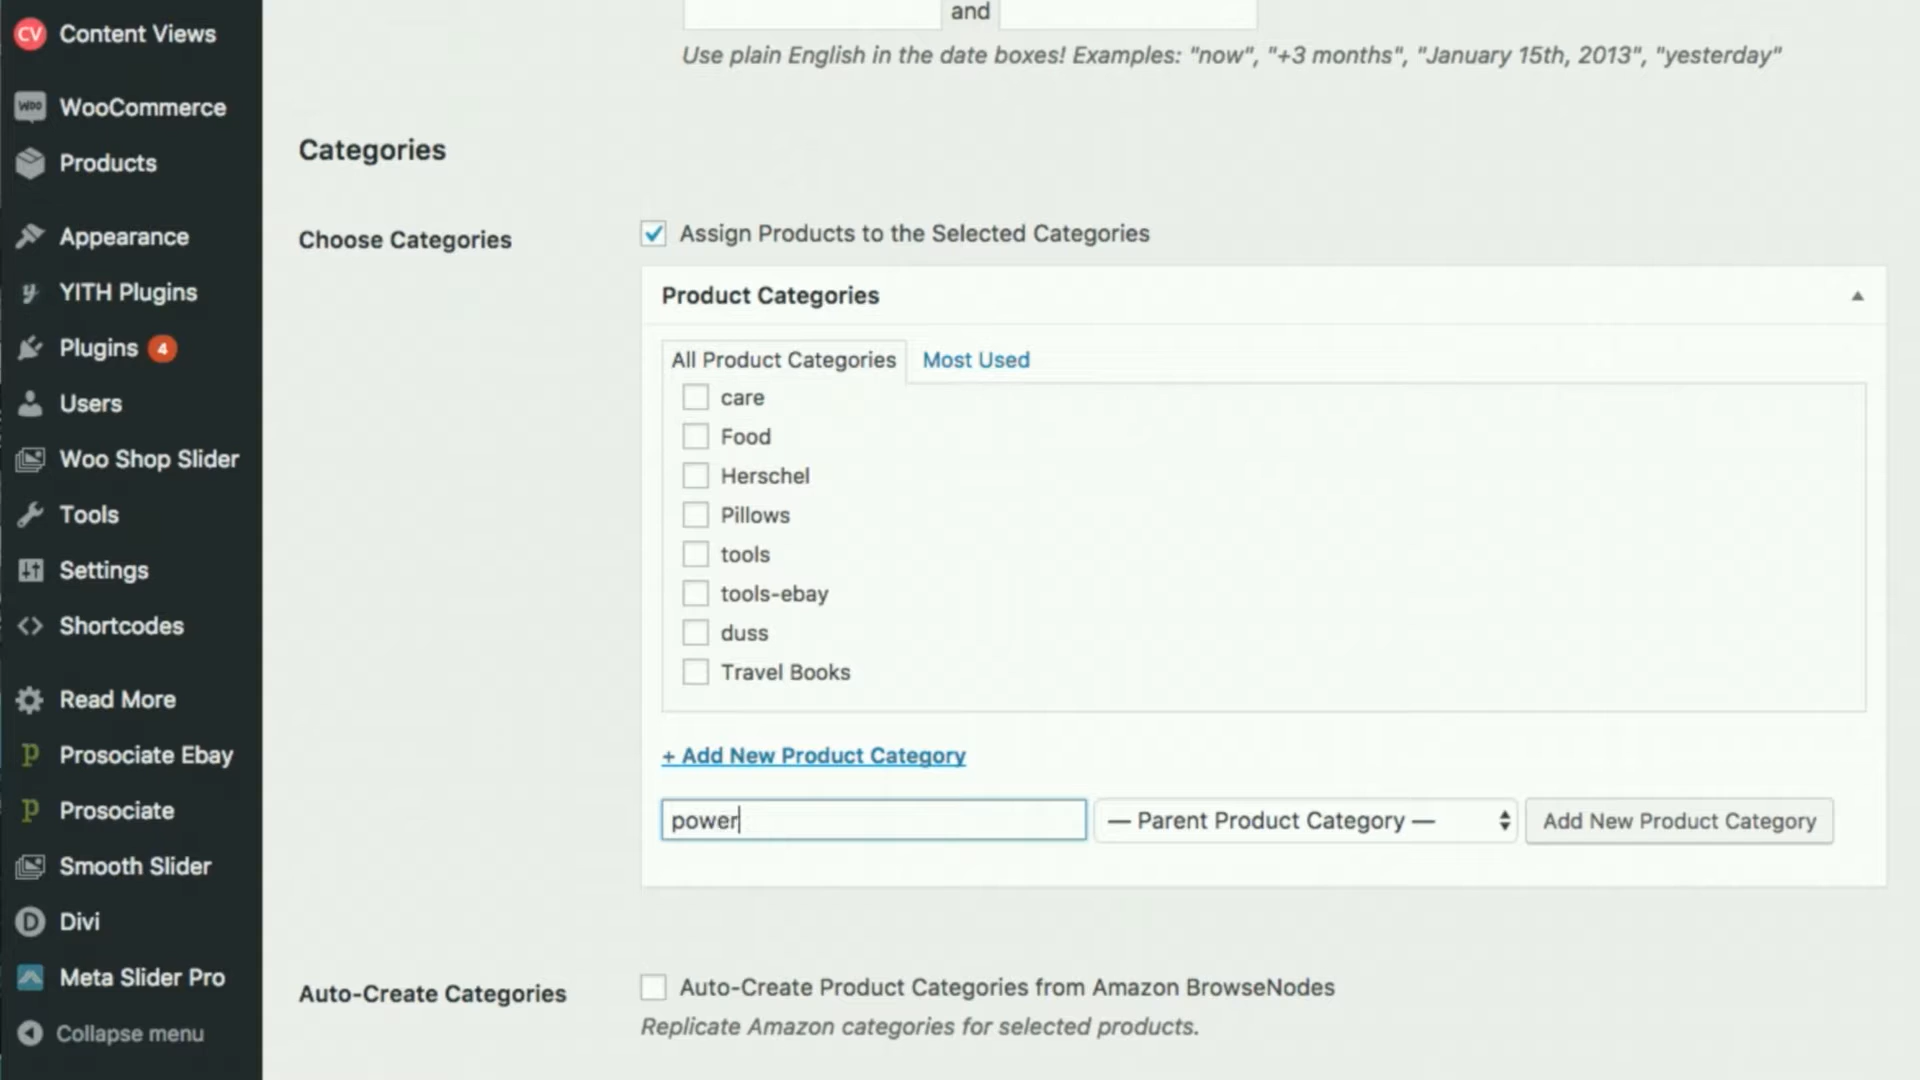 CV Content Views
WOO WooCommerce
Products
Appearance
YITH Plugins
Plugins 4
Users
Woo Shop Slider
Tools
Settings
Shortcodes
Read More
Prosociate Ebay
Prosociate
Smooth Slider
Divi
Meta Slider Pro
Collapse menu
and
Use plain English in the date boxes! Examples: "now", "+3 months", "January 15th, 2013", "yesterday"
Categories
Choose Categories
Assign Products to the Selected Categories
Product Categories
All Product Categories Most Used
care
Food
Herschel
Pillows
tools
tools-ebay
duss
Travel Books
+ Add New Product Category
power — Parent Product Category — Add New Product Category
Auto-Create Categories
Auto-Create Product Categories from Amazon BrowseNodes
Replicate Amazon categories for selected products.